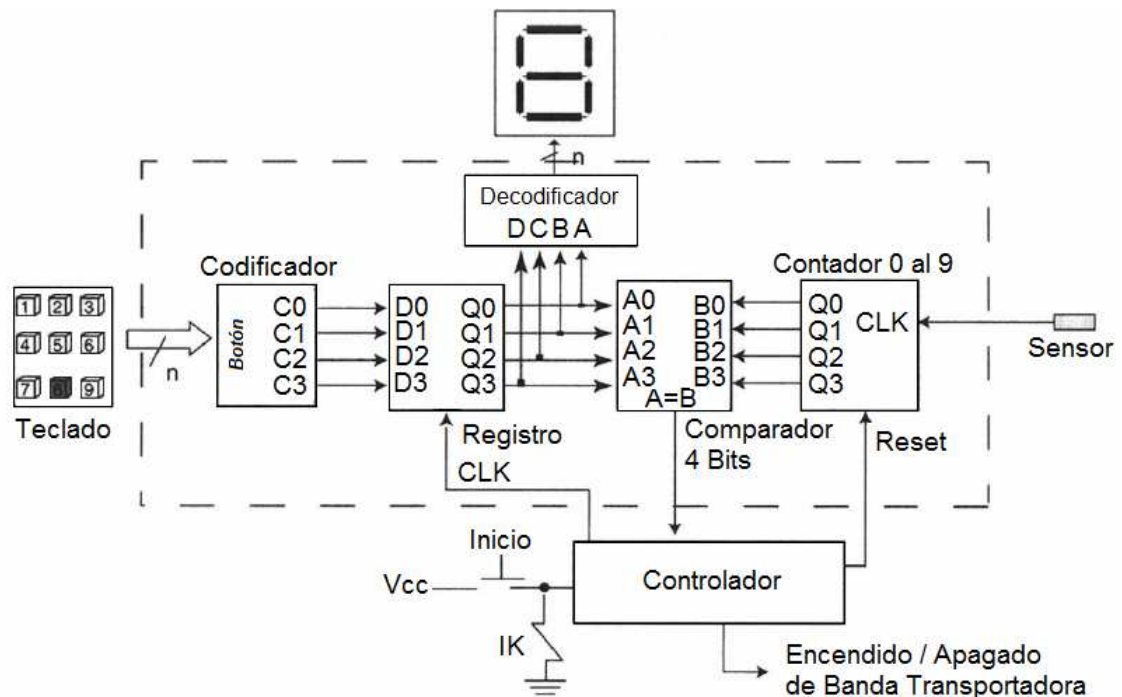 n
Decodificador
D C B A
Codificador
Contador 0 al 9
1 2 3
4 5 6
7 8 9
Teclado
n
Botón
C0
C1
C2
C3
D0
D1
D2
D3
Q0
Q1
Q2
Q3
Registro
CLK
A0
A1
A2
A3
B0
B1
B2
B3
A=B
Comparador
4 Bits
Q0
Q1
Q2
Q3
CLK
Sensor
Reset
Inicio
Vcc
IK
Controlador
Encendido / Apagado
de Banda Transportadora